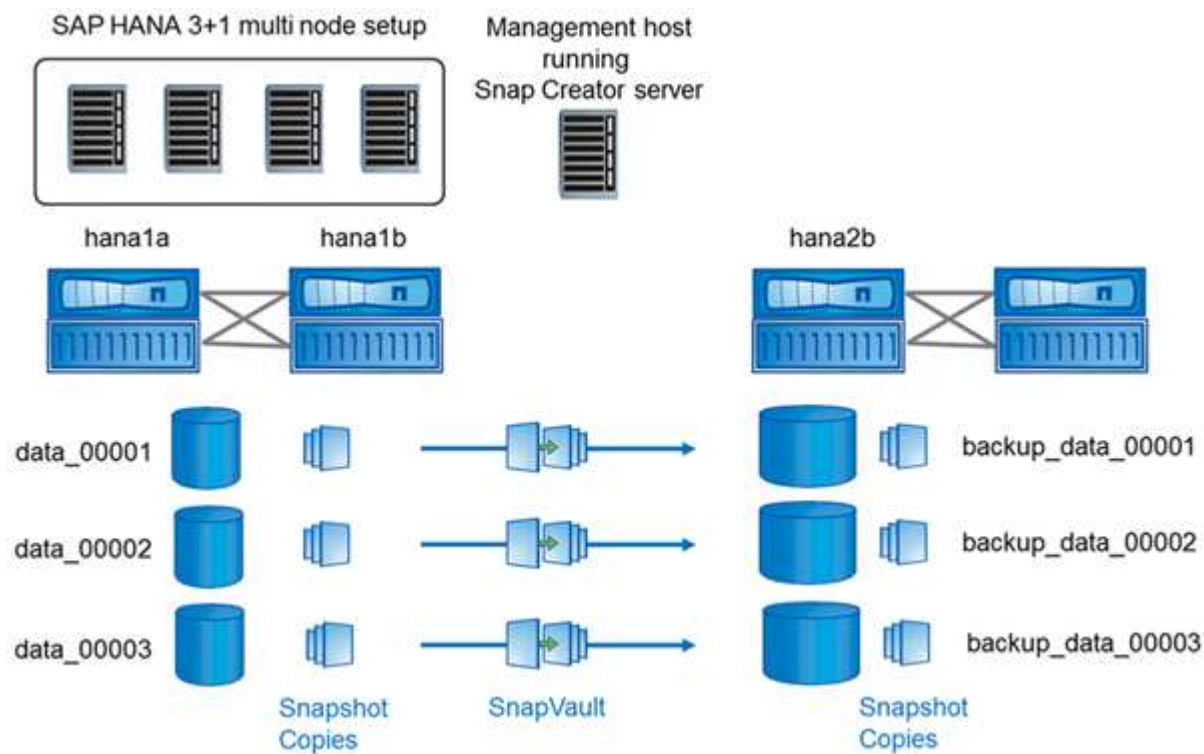 SAP HANA 3+1 multi node setup
Management host
running
Snap Creator server
hana1a
hana1b
hana2b
data_00001
backup_data_00001
data_00002
backup_data_00002
data_00003
backup_data_00003
Snapshot
Copies
SnapVault
Snapshot
Copies